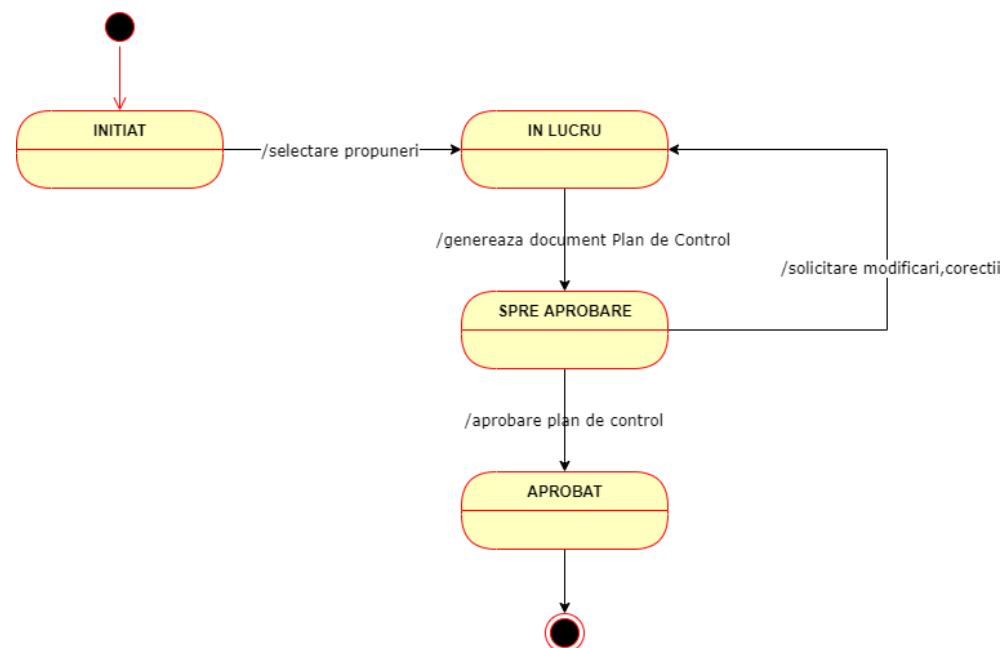 INITIAT
IN LUCRU
/selectare propuneri
/genereaza document Plan de Control
/solicitare modificari,corectii
SPRE APROBARE
/aprobare plan de control
APROBAT